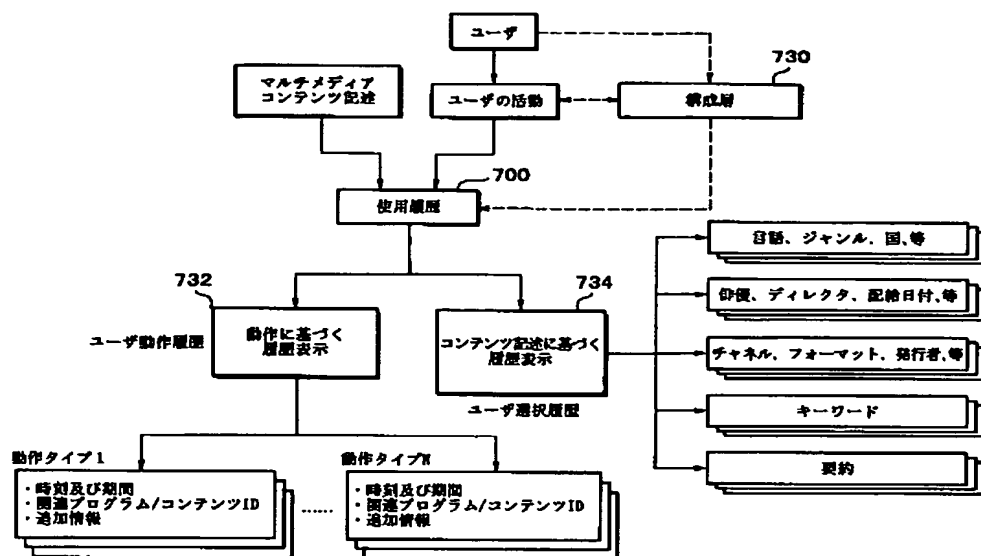 ユーザ
730
マルチメディア
コンテンツ記述
ユーザの活動
構成層
700
使用履歴
言語、ジャンル、国、等
732
734
俳優、ディレクタ、配給日付、等
ユーザ動作履歴
動作に基づく
履歴表示
コンテンツ記述に基づく
履歴表示
チャネル、フォーマット、発行者、等
ユーザ選択履歴
キーワード
要約
動作タイプ1
動作タイプN
・時刻及び期間
・関連プログラム/コンテンツID
・追加情報
......
・時刻及び期間
・関連プログラム/コンテンツID
・追加情報